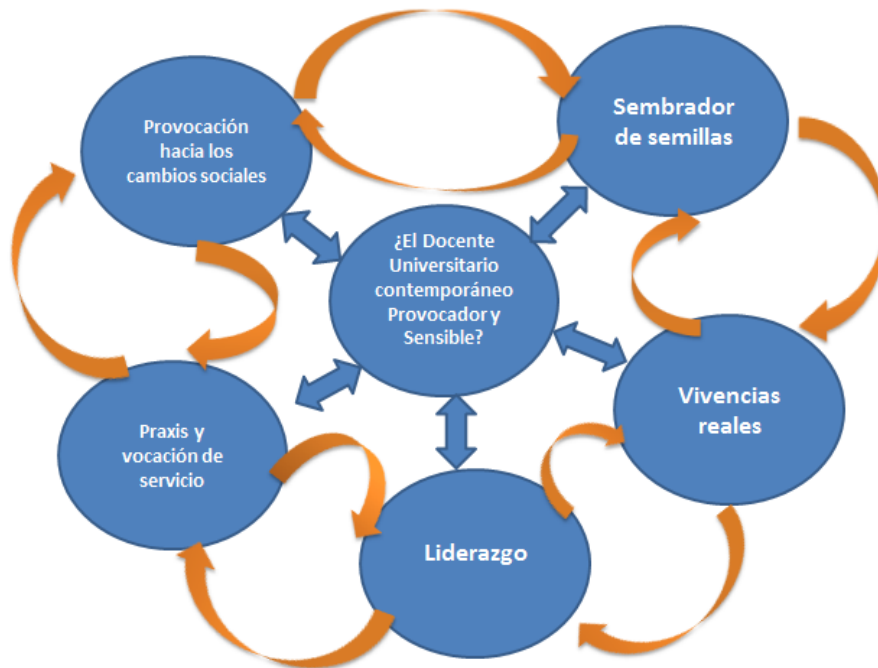 Provocación
hacia los
cambios sociales
Sembrador
de semillas
¿El Docente
Universitario
contemporáneo
Provocador y
Sensible?
Vivencias
reales
Praxis y
vocación de
servicio
Liderazgo